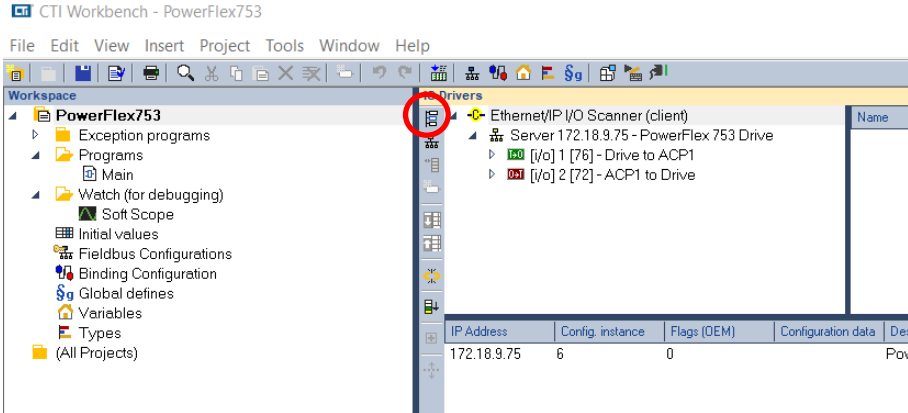 CTI CTI Workbench - PowerFlex753
File Edit View Insert Project Tools Window Help
Workspace
Drivers
PowerFlex753
Exception programs
Programs
Main
Watch (for debugging)
Soft Scope
Initial values
Fieldbus Configurations
Binding Configuration
Global defines
Variables
Types
(All Projects)
Ethernet/IP I/O Scanner (client)
Server 172.18.9.75 - PowerFlex 753 Drive
[i/o] 1 [76] - Drive to ACP1
[i/o] 2 [72] - ACP1 to Drive
Name
IP Address Config. instance Flags (OEM) Configuration data Des
172.18.9.75 6 0 Pov